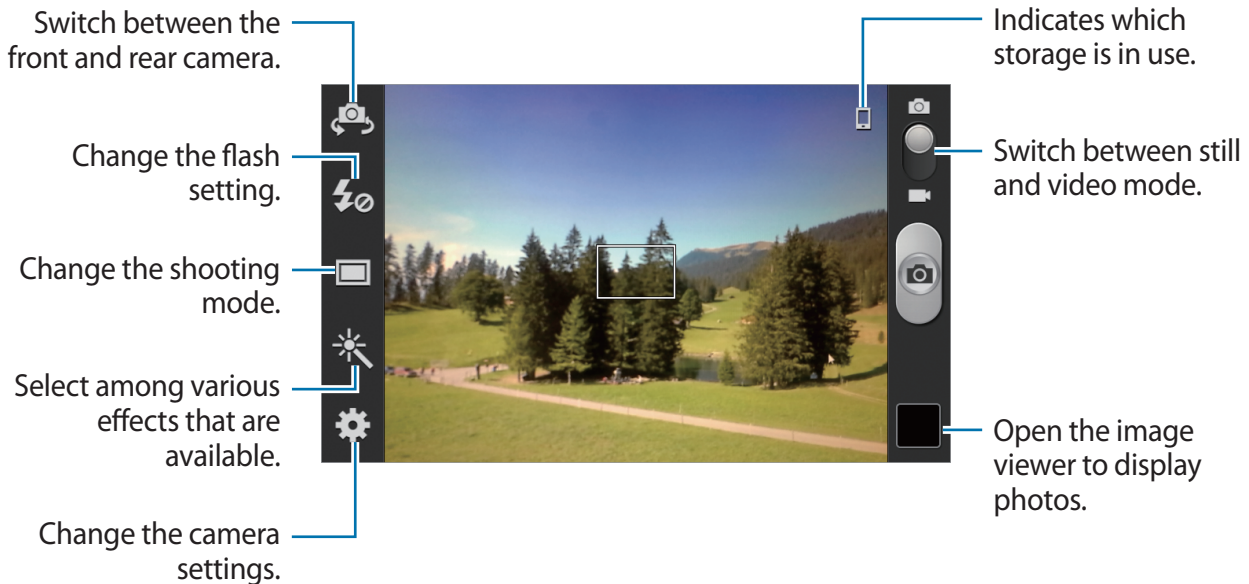 Switch between the
front and rear camera.
Change the flash
setting.
Change the shooting
mode.
Select among various
effects that are
available.
Change the camera
settings.
Indicates which
storage is in use.
Switch between still
and video mode.
Open the image
viewer to display
photos.